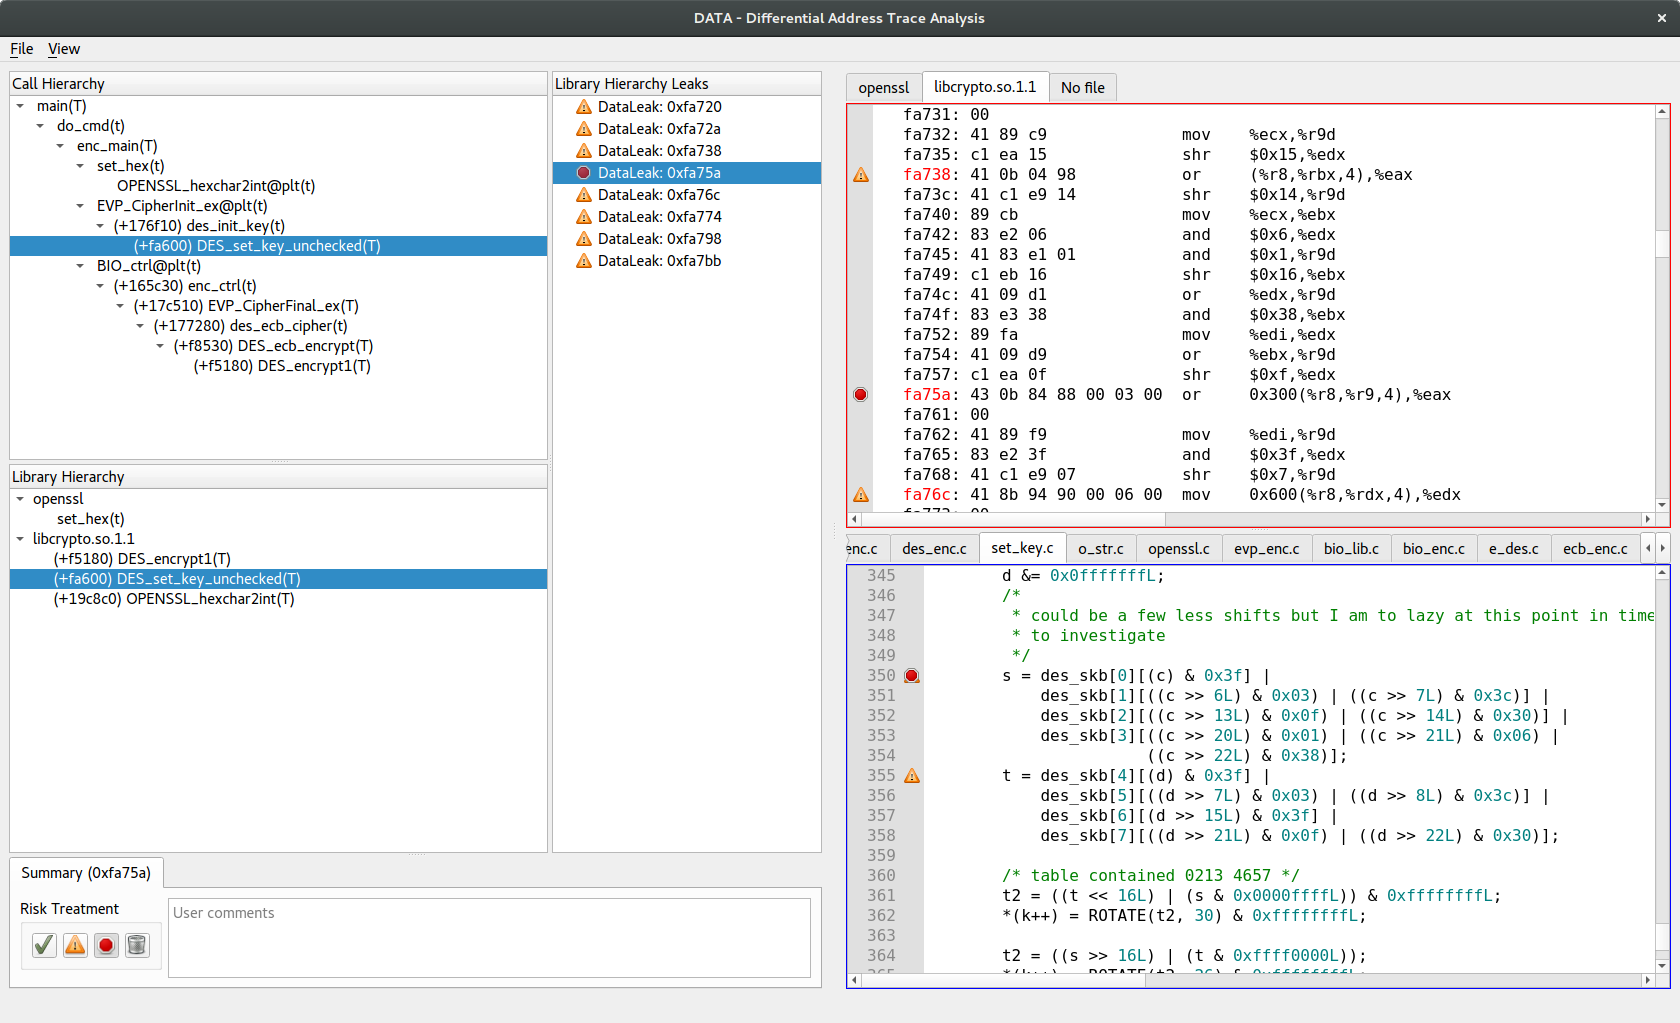 DATA - Differential Address Trace Analysis
File View
Call Hierarchy
main(T)
do_cmd(t)
enc_main(T)
set_hex(t)
OPENSSL_hexchar2int@plt(t)
EVP_CipherInit_ex@plt(t)
(+176f10) des_init_key(t)
(+fa600) DES_set_key_unchecked(T)
BIO_ctrl@plt(t)
(+165c30) enc_ctrl(t)
(+17c510) EVP_CipherFinal_ex(T)
(+177280) des_ecb_cipher(t)
(+f8530) DES_ecb_encrypt(T)
(+f5180) DES_encrypt1(T)
Library Hierarchy
openssl
set_hex(t)
libcrypto.so.1.1
(+f5180) DES_encrypt1(T)
(+fa600) DES_set_key_unchecked(T)
(+19c8c0) OPENSSL_hexchar2int(T)
Library Hierarchy Leaks
DataLeak: 0xfa720
DataLeak: 0xfa72a
DataLeak: 0xfa738
DataLeak: 0xfa75a
DataLeak: 0xfa76c
DataLeak: 0xfa774
DataLeak: 0xfa798
DataLeak: 0xfa7bb
Summary (0xfa75a)
Risk Treatment
User comments
openssl libcrypto.so.1.1 No file
fa731: 00
fa732: 41 89 c9 mov %ecx,%r9d
fa735: c1 ea 15 shr $0x15,%edx
fa738: 41 0b 04 98 or (%r8,%rbx,4),%eax
fa73c: 41 c1 e9 14 shr $0x14,%r9d
fa740: 89 cb mov %ecx,%ebx
fa742: 83 e2 06 and $0x6,%edx
fa745: 41 83 e1 01 and $0x1,%r9d
fa749: c1 eb 16 shr $0x16,%ebx
fa74c: 41 09 d1 or %edx,%r9d
fa74f: 83 e3 38 and $0x38,%ebx
fa752: 89 fa mov %edi,%edx
fa754: 41 09 d9 or %ebx,%r9d
fa757: c1 ea 0f shr $0xf,%edx
fa75a: 43 0b 84 88 00 03 00 or 0x300(%r8,%r9,4),%eax
fa761: 00
fa762: 41 89 f9 mov %edi,%r9d
fa765: 83 e2 3f and $0x3f,%edx
fa768: 41 c1 e9 07 shr $0x7,%r9d
fa76c: 41 8b 94 90 00 06 00 mov 0x600(%r8,%rdx,4),%edx
enc.c des_enc.c set_key.c o_str.c openssl.c evp_enc.c bio_lib.c bio_enc.c e_des.c ecb_enc.c
345 d &= 0x0fffffffL;
346 /*
347 * could be a few less shifts but I am to lazy at this point in time
348 * to investigate
349 */
350 s = des_skb[0][(c) & 0x3f] |
351 des_skb[1][((c >> 6L) & 0x03) | ((c >> 7L) & 0x3c)] |
352 des_skb[2][((c >> 13L) & 0x0f) | ((c >> 14L) & 0x30)] |
353 des_skb[3][((c >> 20L) & 0x01) | ((c >> 21L) & 0x06) |
354 ((c >> 22L) & 0x38)];
355 t = des_skb[4][(d) & 0x3f] |
356 des_skb[5][((d >> 7L) & 0x03) | ((d >> 8L) & 0x3c)] |
357 des_skb[6][(d >> 15L) & 0x3f] |
358 des_skb[7][((d >> 21L) & 0x0f) | ((d >> 22L) & 0x30)];
359
360 /* table contained 0213 4657 */
361 t2 = ((t << 16L) | (s & 0x0000ffffL)) & 0xffffffffL;
362 *(k++) = ROTATE(t2, 30) & 0xffffffffL;
363
364 t2 = ((s >> 16L) | (t & 0xffff0000L));